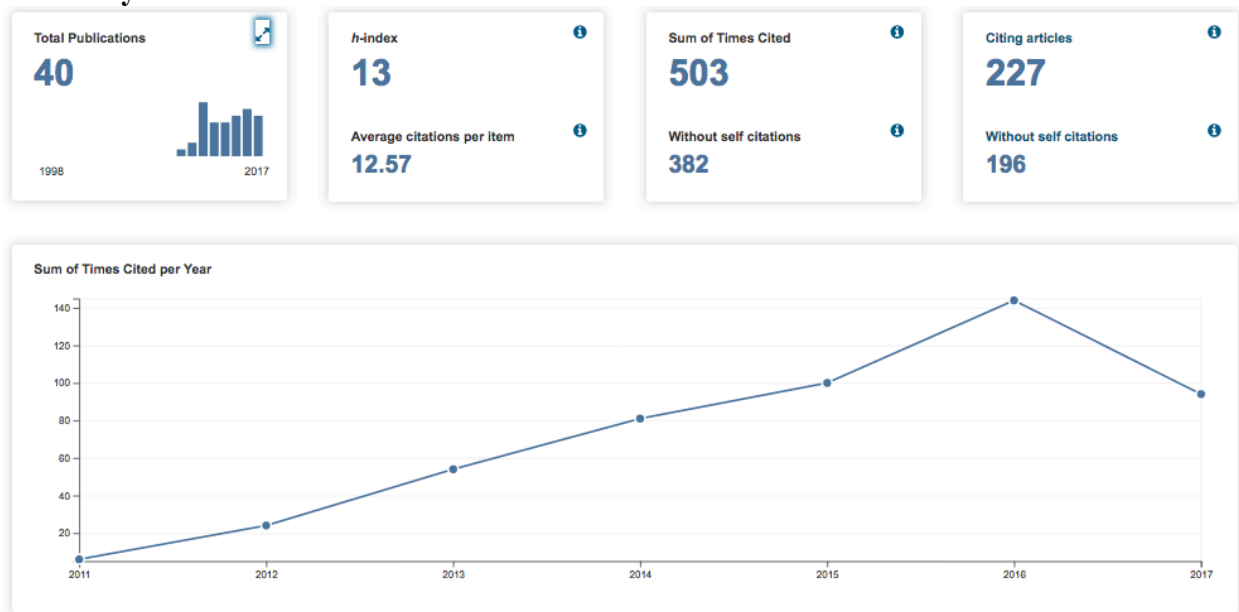 Total Publications
40
1998
2017
h-index
13
Average citations per item
12.57
Sum of Times Cited
503
Without self citations
382
Citing articles
227
Without self citations
196
Sum of Times Cited per Year
140
120
100
80
60
40
20
2011
2012
2013
2014
2015
2016
2017